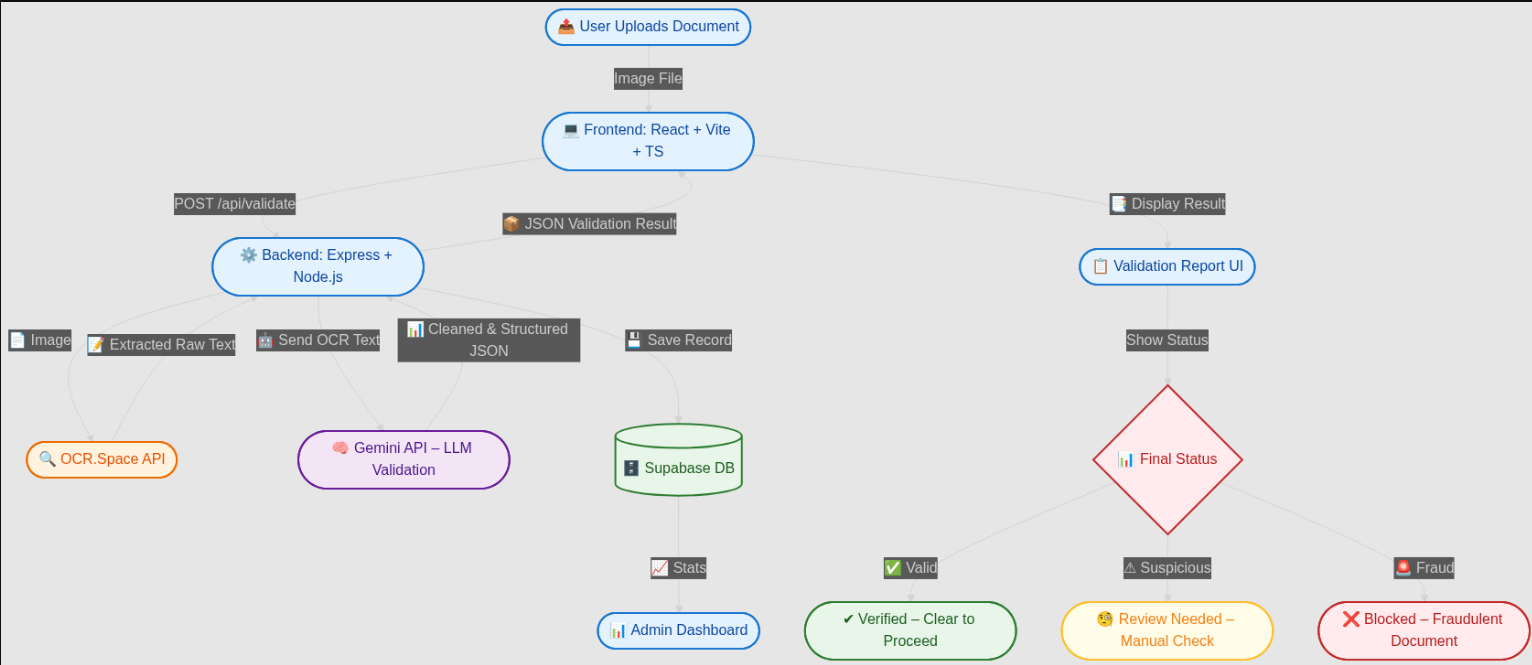 📤 User Uploads Document
Image File
💻 Frontend: React + Vite
+ TS
POST /api/validate
📑 Display Result
📦 JSON Validation Result
⚙️ Backend: Express +
Node.js
📋 Validation Report UI
📄 Image
📝 Extracted Raw Text
🤖 Send OCR Text
📊 Cleaned & Structured
JSON
💾 Save Record
Show Status
🔍 OCR.Space API
🧠 Gemini API – LLM
Validation
🗄️ Supabase DB
📊 Final Status
📈 Stats
✅ Valid
⚠ Suspicious
🚨 Fraud
📊 Admin Dashboard
✔ Verified – Clear to
Proceed
🧐 Review Needed –
Manual Check
❌ Blocked – Fraudulent
Document